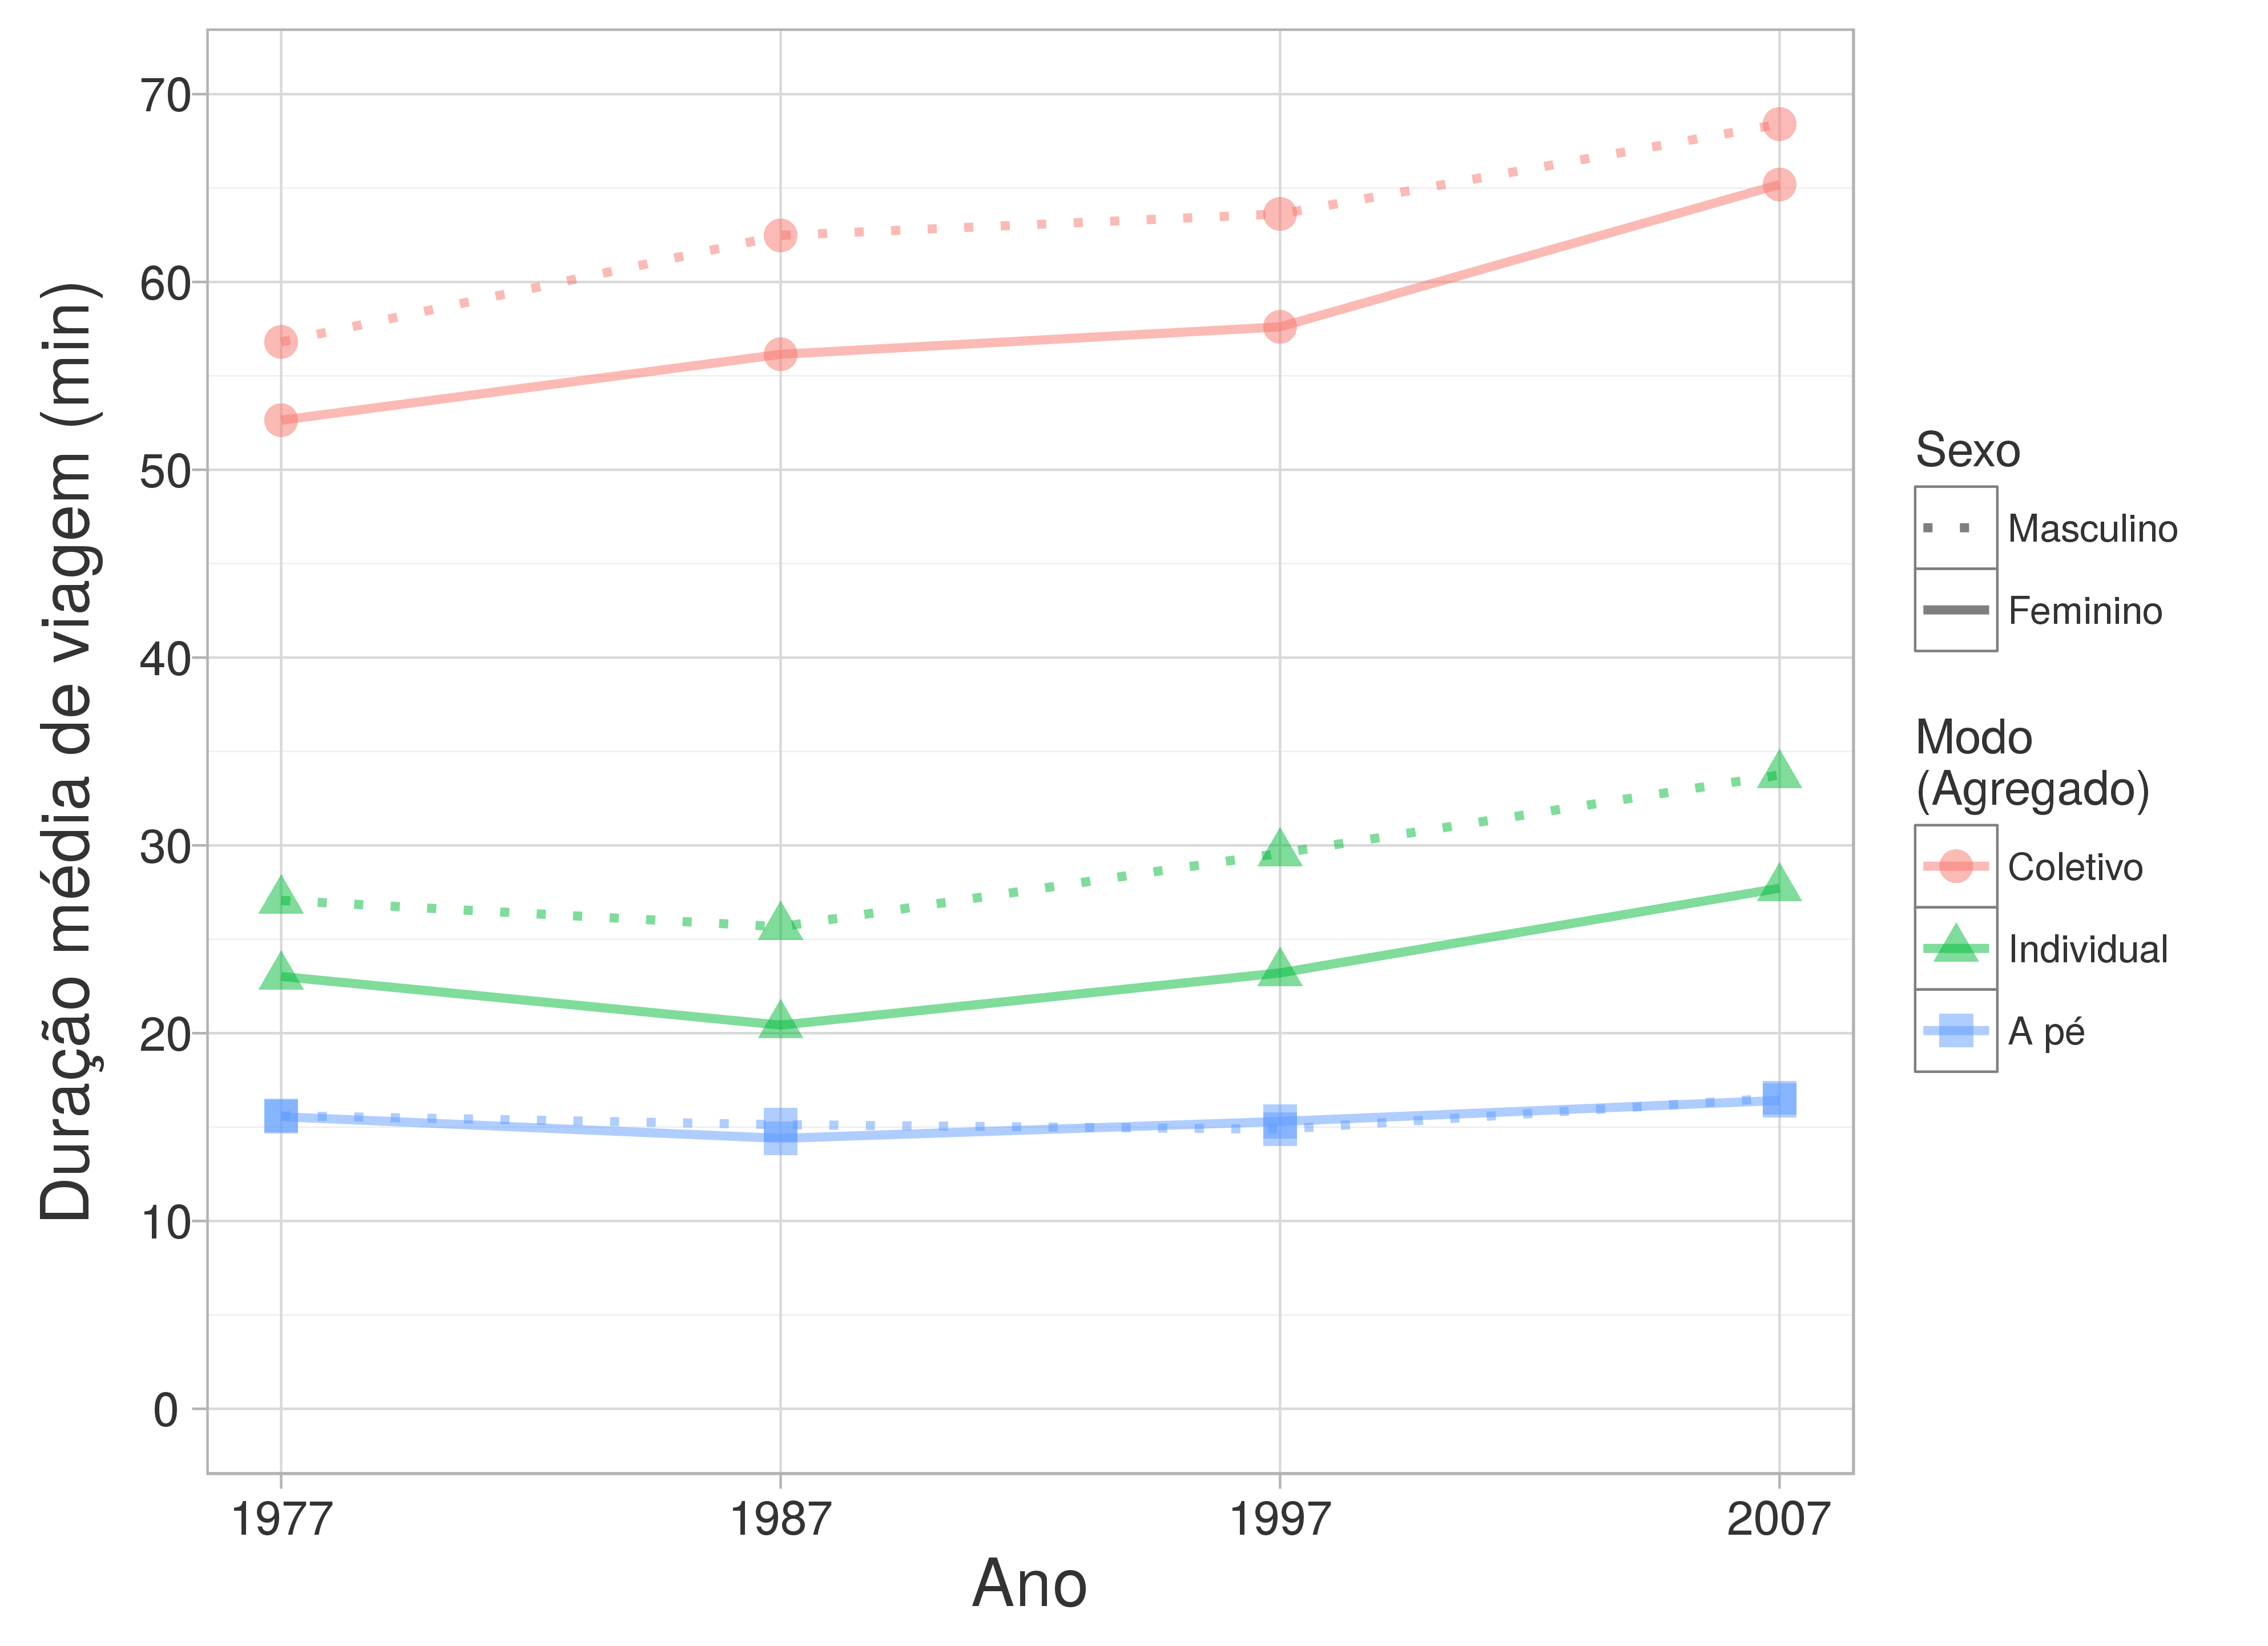 Duração média de viagem (min)
70
60
50
40
30
20
10
0
1977
1987
1997
2007
Ano
Sexo
Masculino
Feminino
Modo
(Agregado)
Coletivo
Individual
A pé